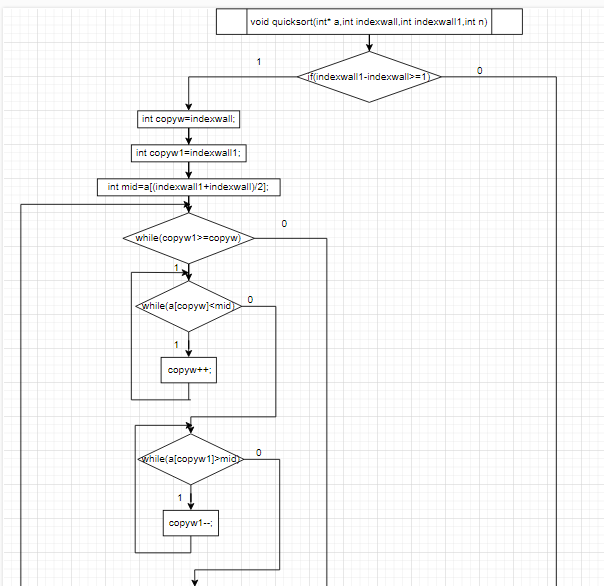 void quicksort(int* a,int indexwall,int indexwall1,int n)
1
0
if(indexwall1-indexwall>=1)
int copyw=indexwall;
int copyw1=indexwall1;
int mid=a[(indexwall1+indexwall)/2];
0
while(copyw1>=copyw)
1
0
while(a[copyw]<mid)
1
copyw++;
0
while(a[copyw1]>mid)
1
copyw1--;